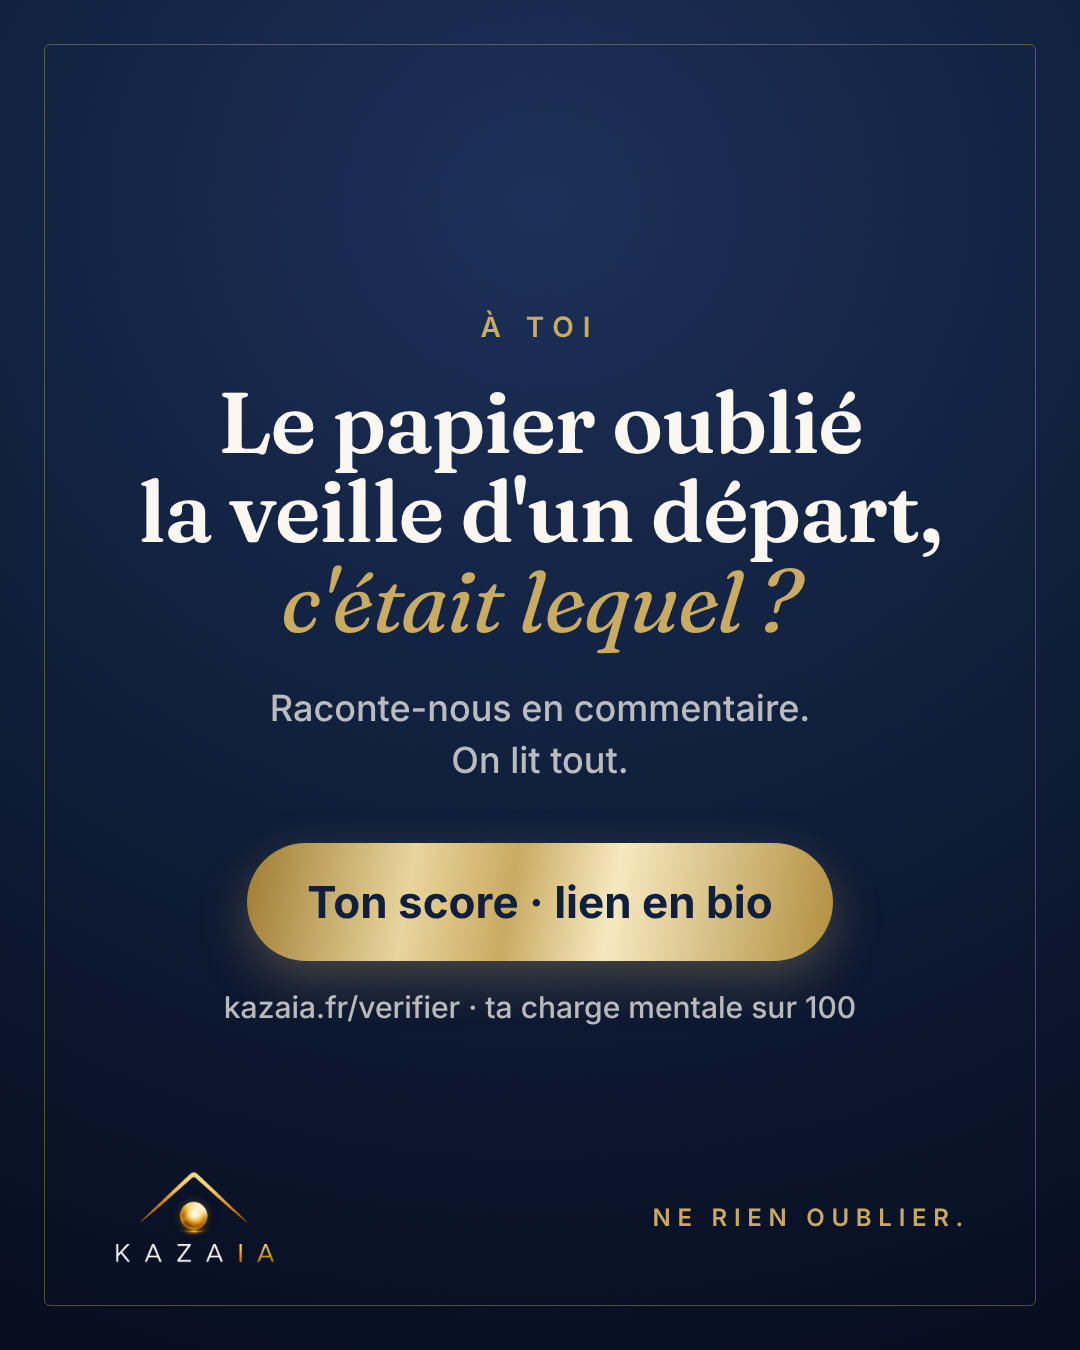 À TOI
Le papier oublié
la veille d'un départ,
c'était lequel ?
Raconte-nous en commentaire.
On lit tout.
Ton score · lien en bio
kazaia.fr/verifier · ta charge mentale sur 100
KAZAIA
NE RIEN OUBLIER.